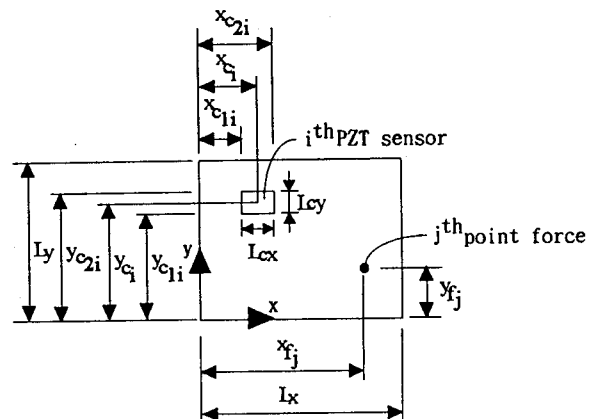 x_c2i
x_ci
x_c1i
i^th PZT sensor
L_cy
L_cx
L_y
y_c2i
y_ci
y_c1i
y
x
j^th point force
y_fj
x_fj
L_x